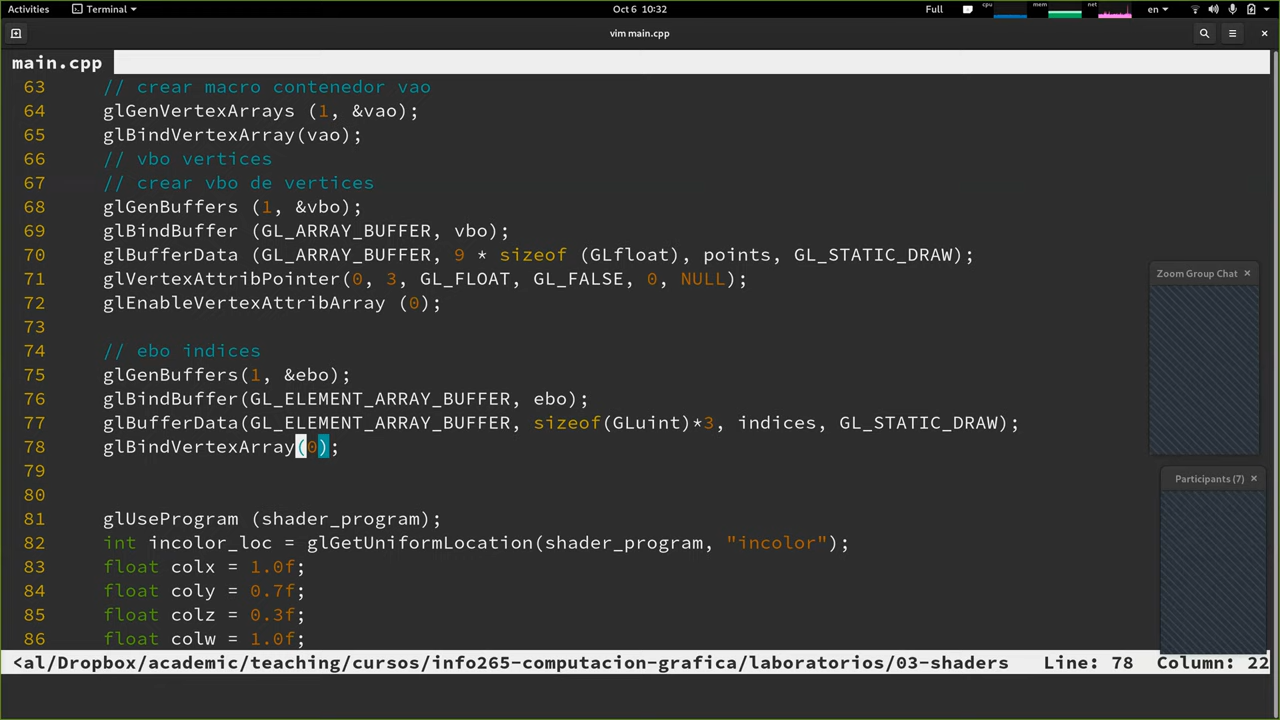 Activities Terminal Oct 6 10:32 Full cpu mem net en
vim main.cpp
main.cpp
63 // crear macro contenedor vao
64 glGenVertexArrays (1, &vao);
65 glBindVertexArray(vao);
66 // vbo vertices
67 // crear vbo de vertices
68 glGenBuffers (1, &vbo);
69 glBindBuffer (GL_ARRAY_BUFFER, vbo);
70 glBufferData (GL_ARRAY_BUFFER, 9 * sizeof (GLfloat), points, GL_STATIC_DRAW);
71 glVertexAttribPointer(0, 3, GL_FLOAT, GL_FALSE, 0, NULL);
72 glEnableVertexAttribArray (0);
73
74 // ebo indices
75 glGenBuffers(1, &ebo);
76 glBindBuffer(GL_ELEMENT_ARRAY_BUFFER, ebo);
77 glBufferData(GL_ELEMENT_ARRAY_BUFFER, sizeof(GLuint)*3, indices, GL_STATIC_DRAW);
78 glBindVertexArray(0);
79
80
81 glUseProgram (shader_program);
82 int incolor_loc = glGetUniformLocation(shader_program, "incolor");
83 float colx = 1.0f;
84 float coly = 0.7f;
85 float colz = 0.3f;
86 float colw = 1.0f;
<al/Dropbox/academic/teaching/cursos/info265-computacion-grafica/laboratorios/03-shaders Line: 78 Column: 22
Zoom Group Chat
Participants (7)